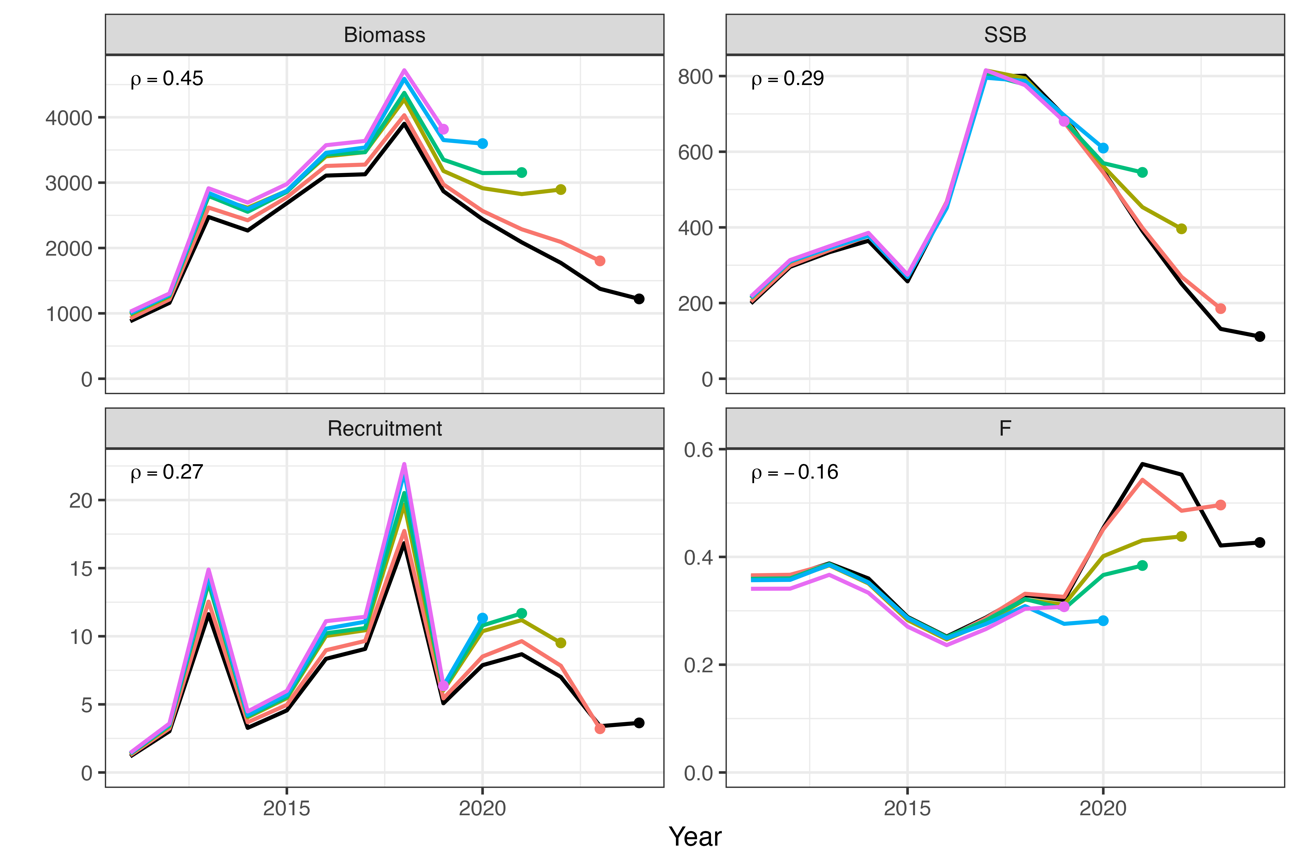 Biomass
SSB
ρ = 0.45
ρ = 0.29
4000
3000
2000
1000
0
800
600
400
200
0
Recruitment
F
ρ = 0.27
ρ = −0.16
20
15
10
5
0
0.6
0.4
0.2
0.0
2015
2020
2015
2020
Year